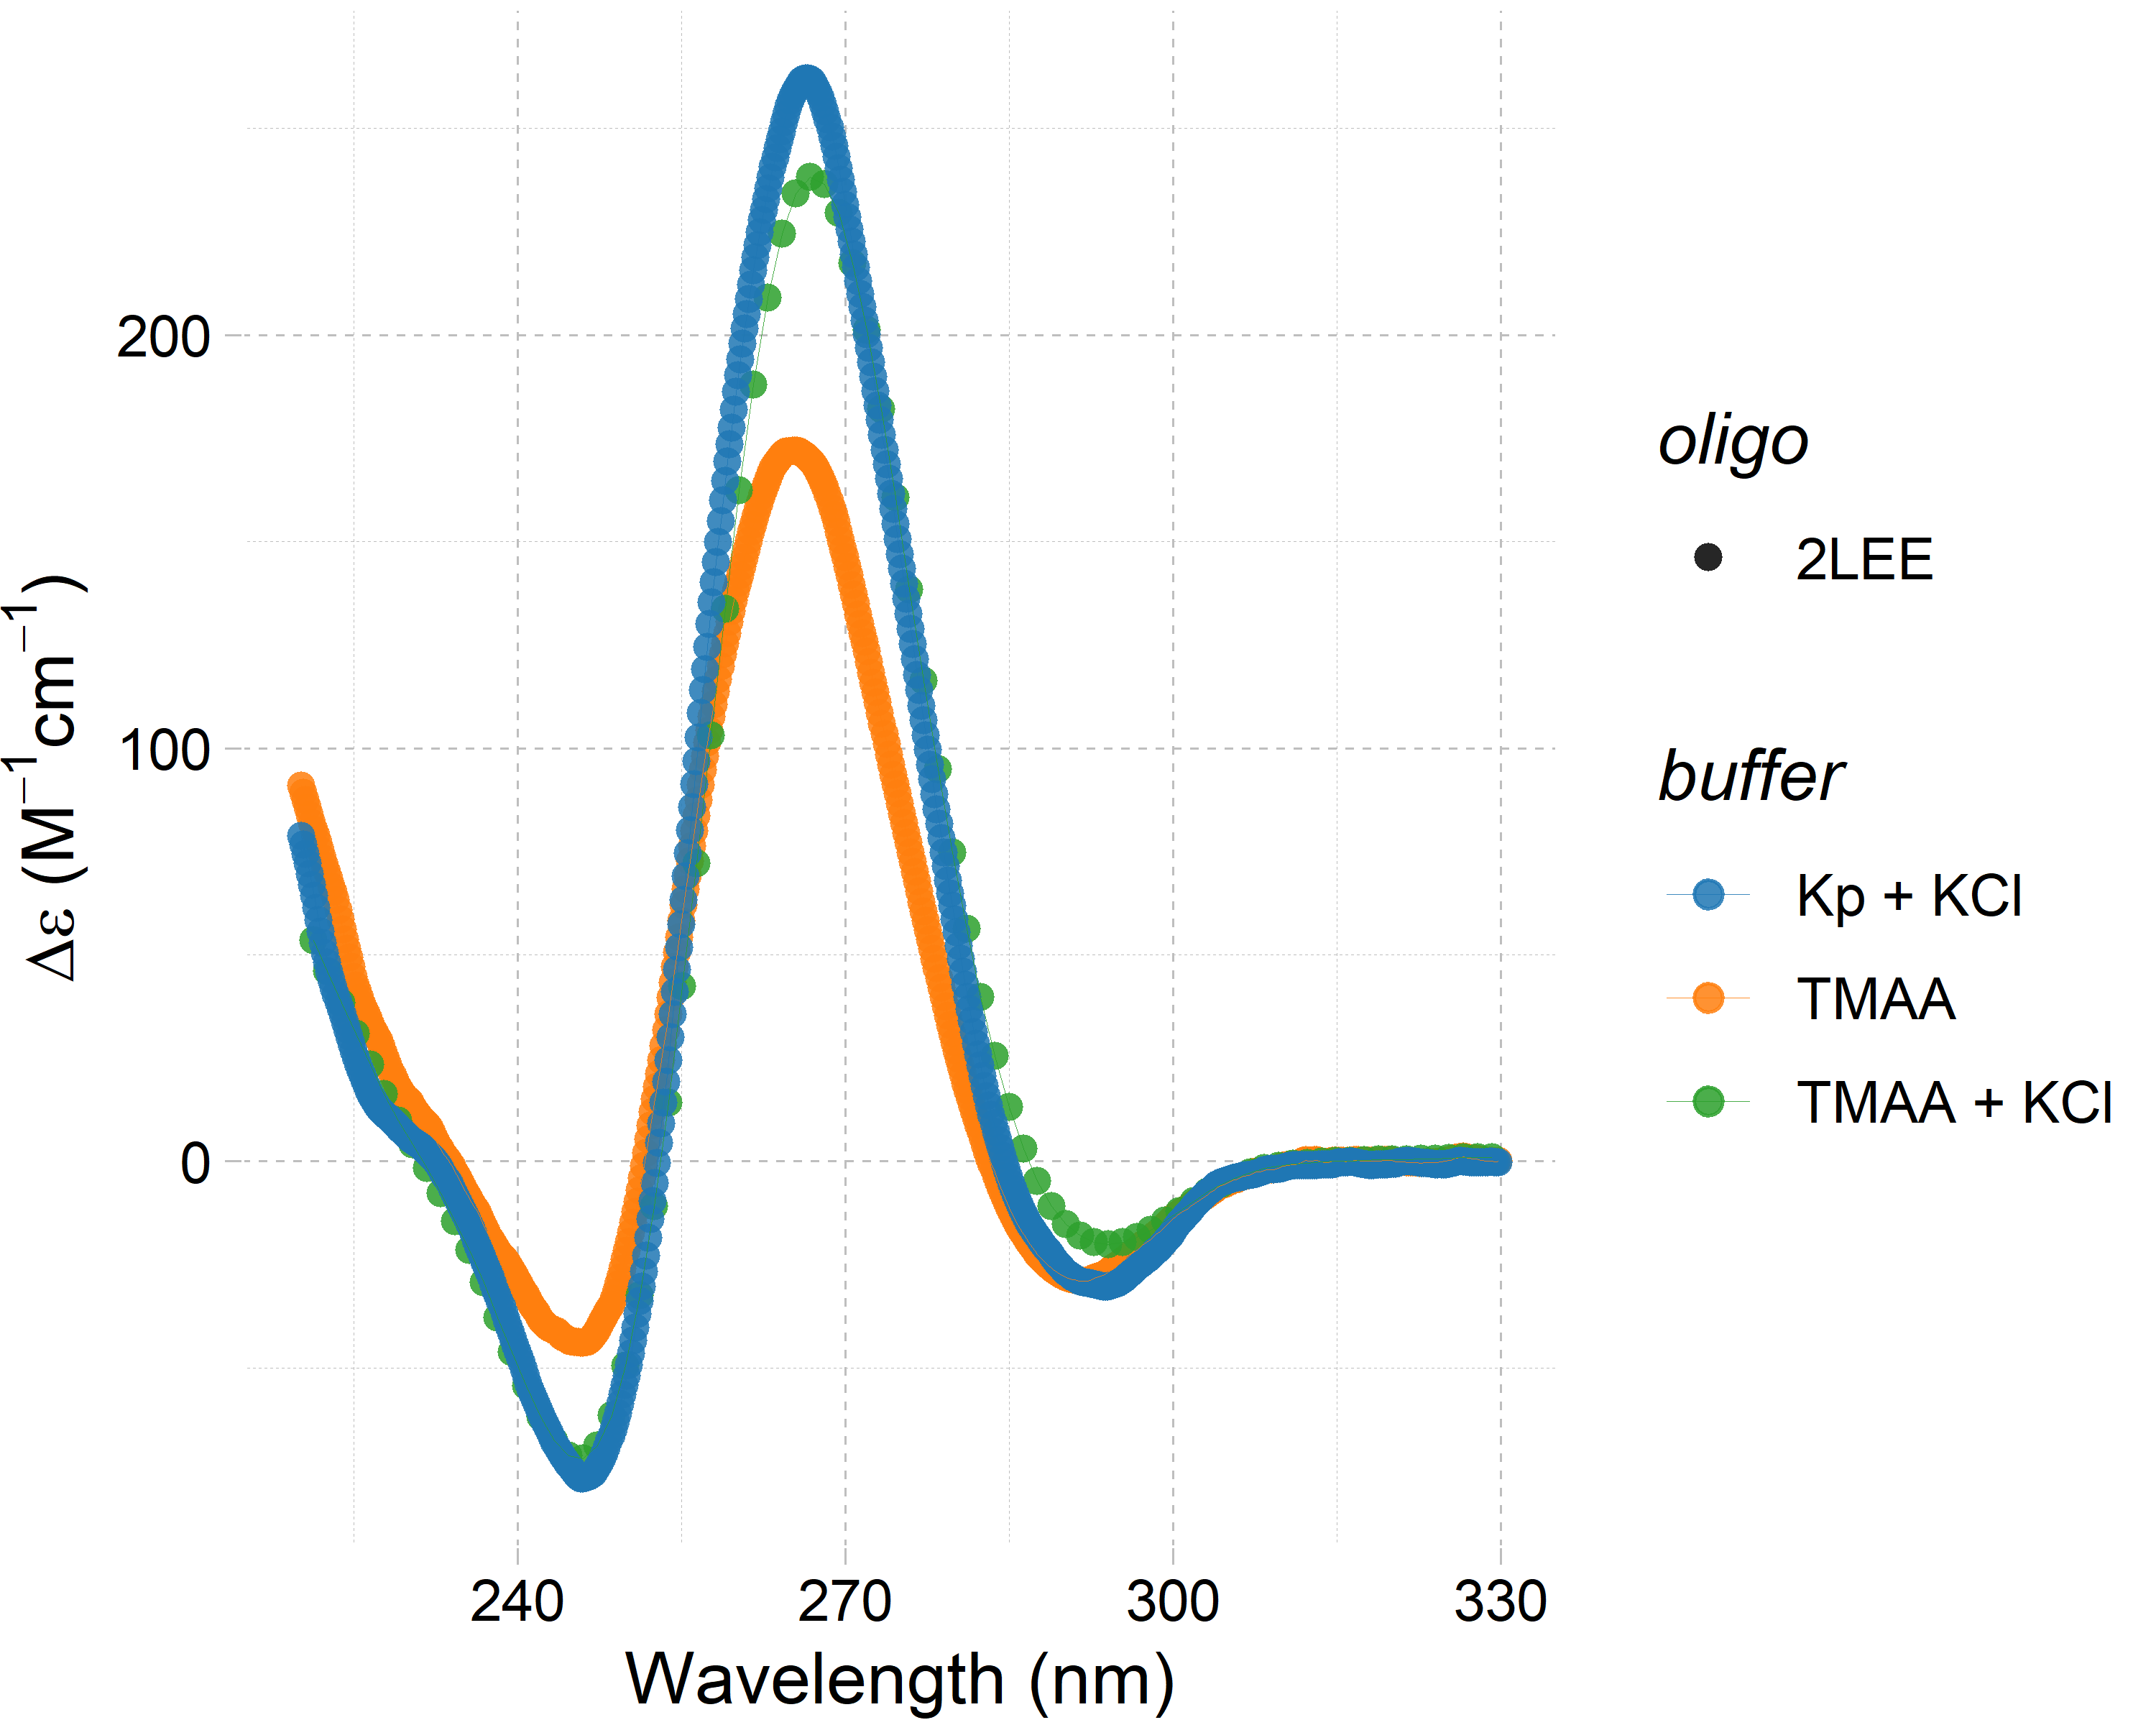 Δε (M⁻¹cm⁻¹)
200
100
0
240 270 300 330
Wavelength (nm)
oligo
2LEE
buffer
Kp + KCl
TMAA
TMAA + KCl